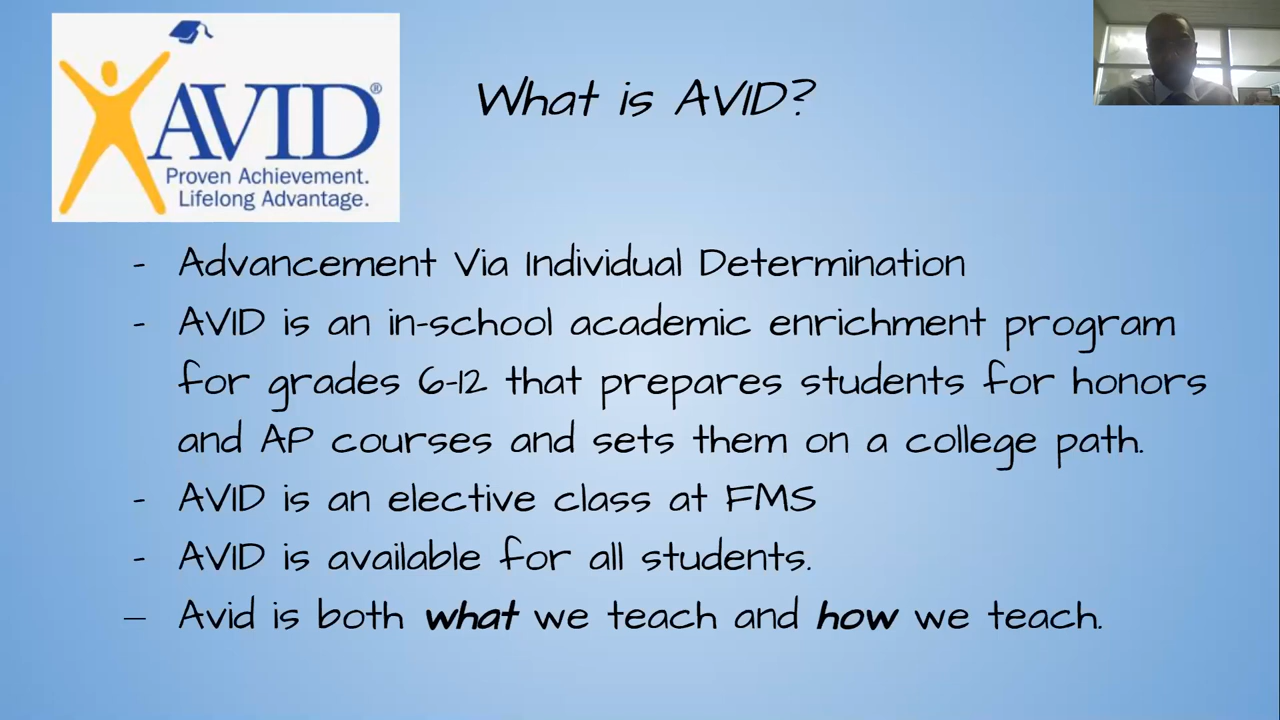 AVID®
Proven Achievement.
Lifelong Advantage.
What is AVID?
- Advancement Via Individual Determination
- AVID is an in-school academic enrichment program
for grades 6-12 that prepares students for honors
and AP courses and sets them on a college path.
- AVID is an elective class at FMS
- AVID is available for all students.
– Avid is both what we teach and how we teach.